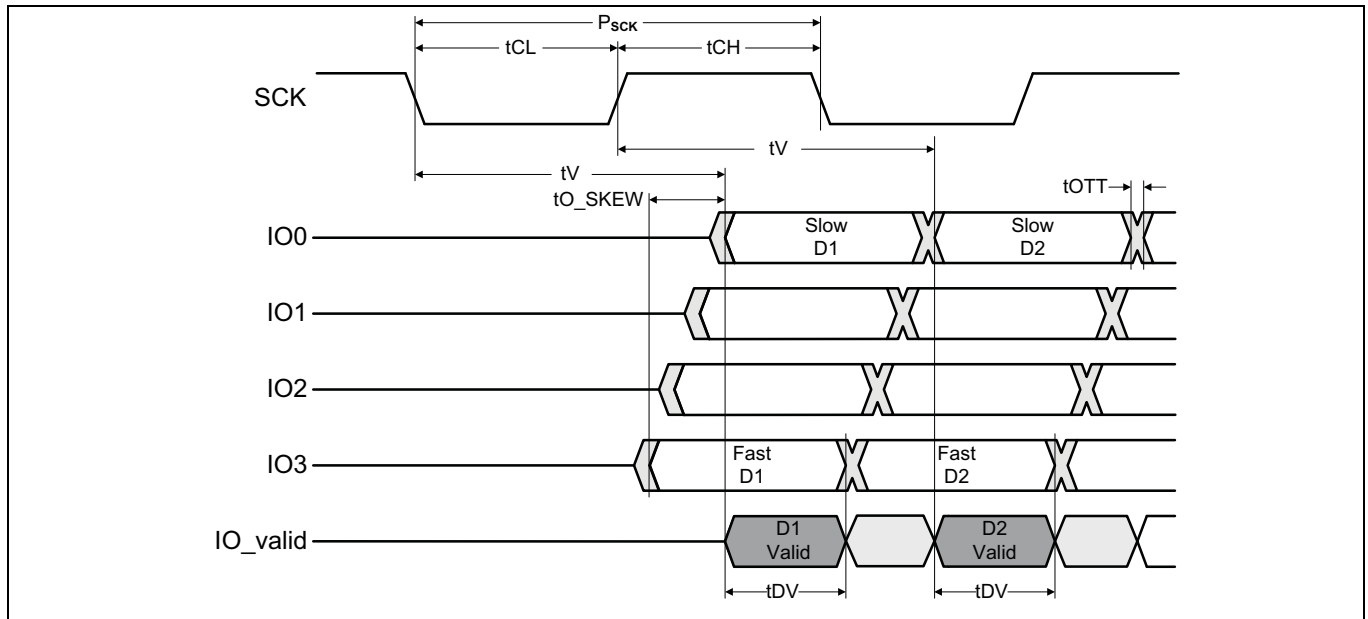 PSCK
tCL
tCH
SCK
tV
tV
tO_SKEW
tOTT
IO0
Slow
D1
Slow
D2
IO1
IO2
IO3
Fast
D1
Fast
D2
IO_valid
D1
Valid
D2
Valid
tDV
tDV